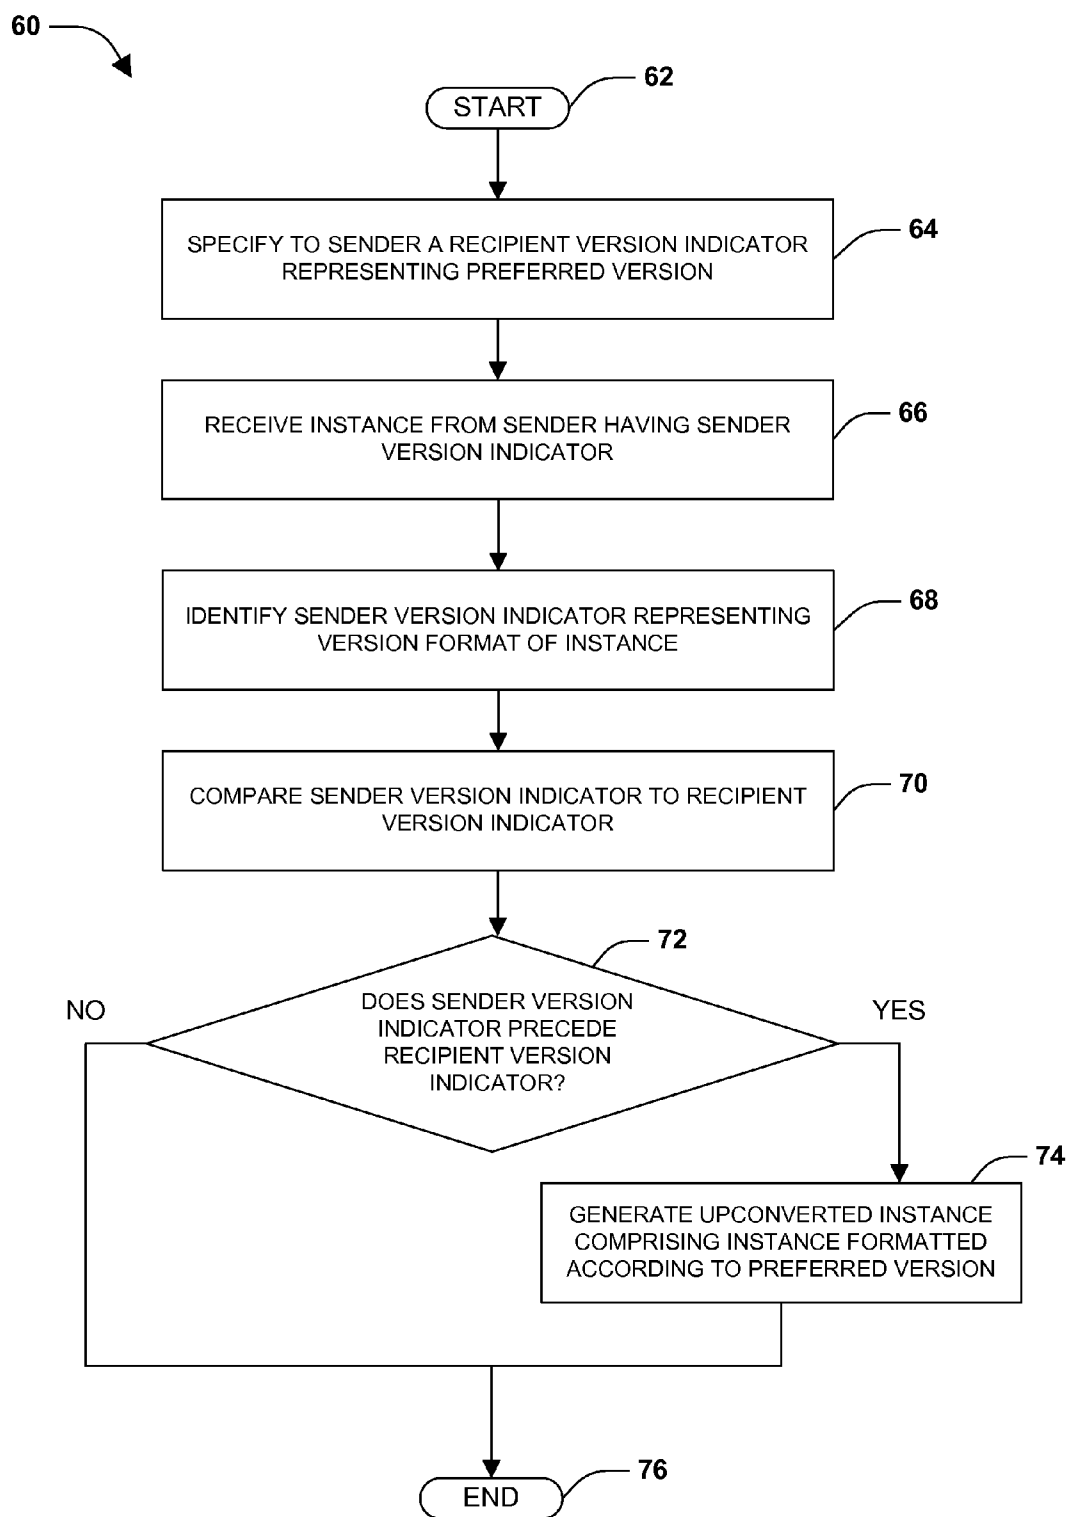 60
START
62
SPECIFY TO SENDER A RECIPIENT VERSION INDICATOR
REPRESENTING PREFERRED VERSION
64
RECEIVE INSTANCE FROM SENDER HAVING SENDER
VERSION INDICATOR
66
IDENTIFY SENDER VERSION INDICATOR REPRESENTING
VERSION FORMAT OF INSTANCE
68
COMPARE SENDER VERSION INDICATOR TO RECIPIENT
VERSION INDICATOR
70
72
DOES SENDER VERSION
INDICATOR PRECEDE
RECIPIENT VERSION
INDICATOR?
NO
YES
74
GENERATE UPCONVERTED INSTANCE
COMPRISING INSTANCE FORMATTED
ACCORDING TO PREFERRED VERSION
END
76